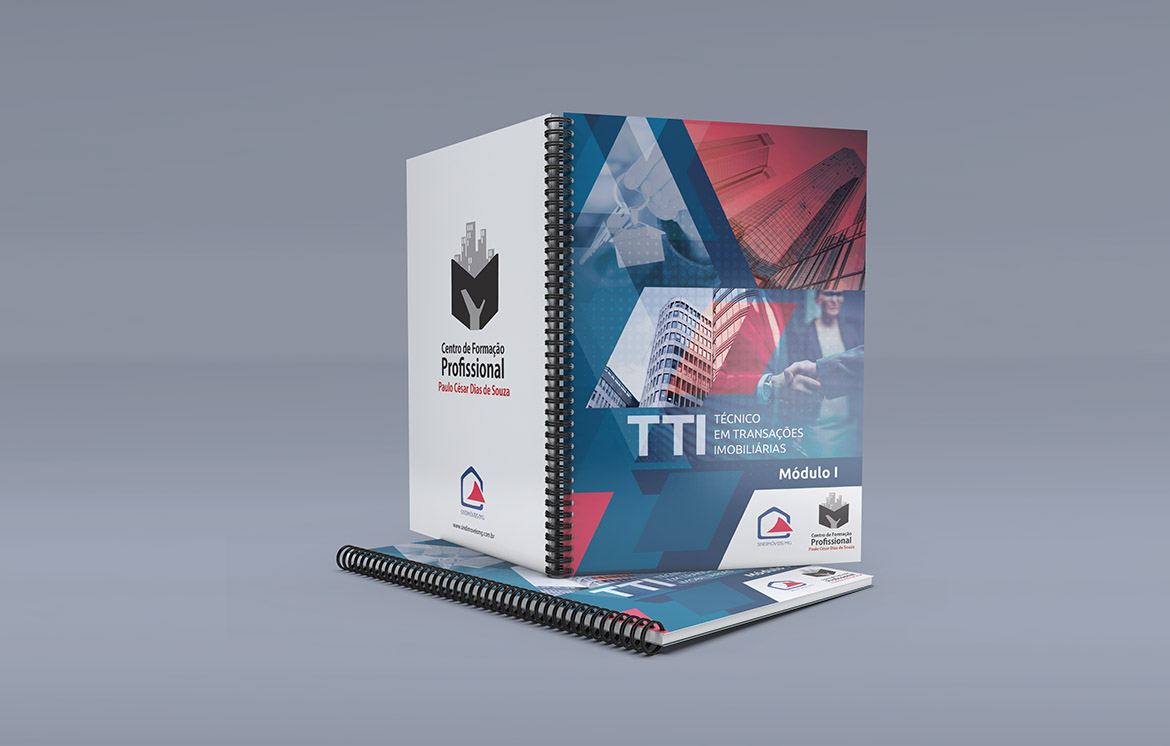 Centro de Formação
Profissional
Paulo César Dias de Souza
SINDIMÓVEIS/MG
www.sindimoveismg.com.br
TTI
TÉCNICO
EM TRANSAÇÕES
IMOBILIÁRIAS
Módulo I
SINDIMÓVEIS/MG
Centro de Formação
Profissional
Paulo César Dias de Souza
TTI
IMOBILIÁRIAS
Módulo